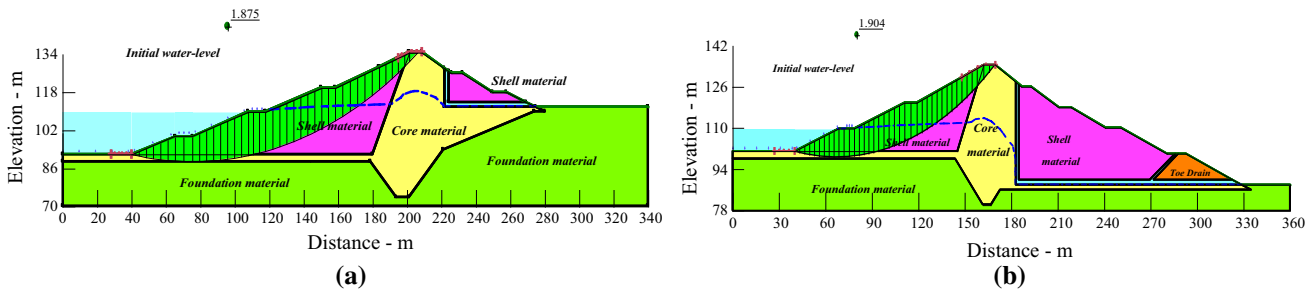 1.875
Initial water-level
134
118
102
86
70
Elevation - m
Shell material
Shell material
Core material
Foundation material
Foundation material
0 20 40 60 80 100 120 140 160 180 200 220 240 260 280 300 320 340
Distance - m
(a)
1.904
Initial water-level
142
126
110
94
78
Elevation - m
Shell material
Core material
Shell material
Toe Drain
Foundation material
0 30 60 90 120 150 180 210 240 270 300 330 360
Distance - m
(b)